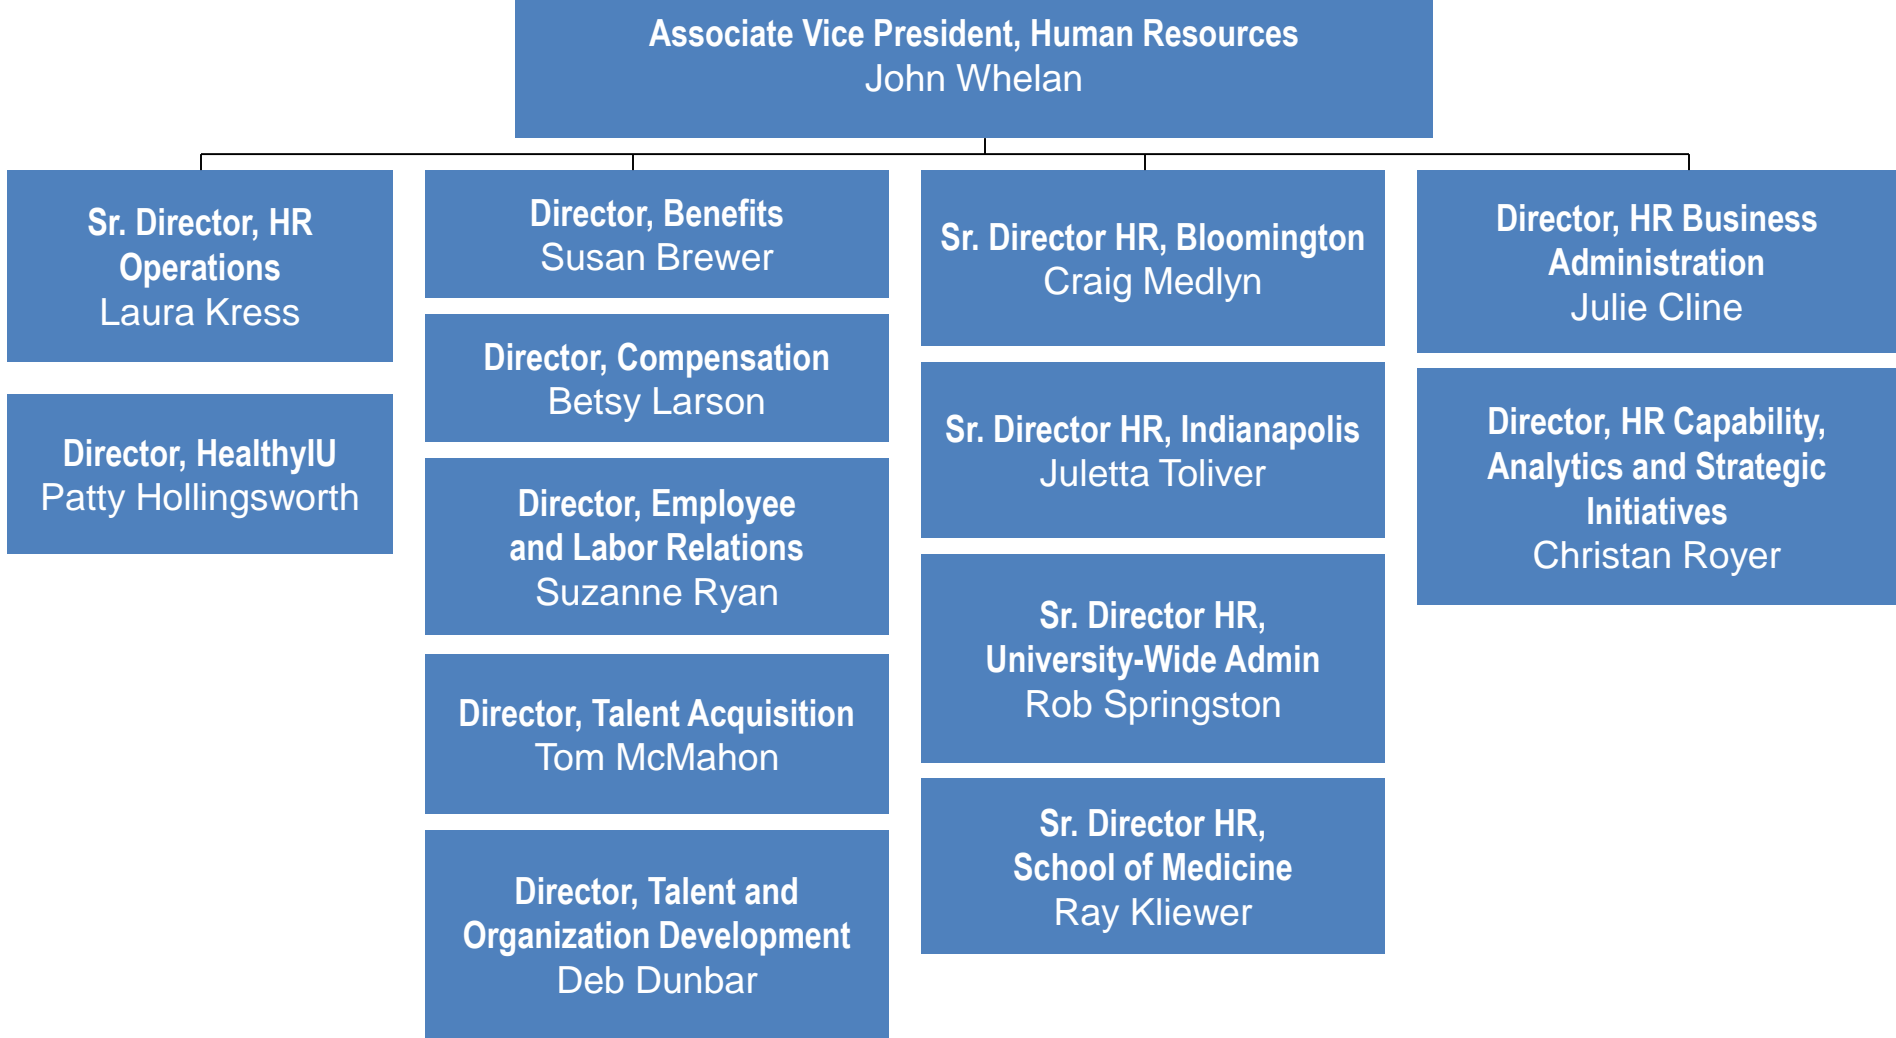 Associate Vice President, Human Resources
John Whelan
Sr. Director, HR
Operations
Laura Kress
Director, HealthyIU
Patty Hollingsworth
Director, Benefits
Susan Brewer
Director, Compensation
Betsy Larson
Director, Employee
and Labor Relations
Suzanne Ryan
Director, Talent Acquisition
Tom McMahon
Director, Talent and
Organization Development
Deb Dunbar
Sr. Director HR, Bloomington
Craig Medlyn
Sr. Director HR, Indianapolis
Juletta Toliver
Sr. Director HR,
University-Wide Admin
Rob Springston
Sr. Director HR,
School of Medicine
Ray Kliewer
Director, HR Business
Administration
Julie Cline
Director, HR Capability,
Analytics and Strategic
Initiatives
Christan Royer